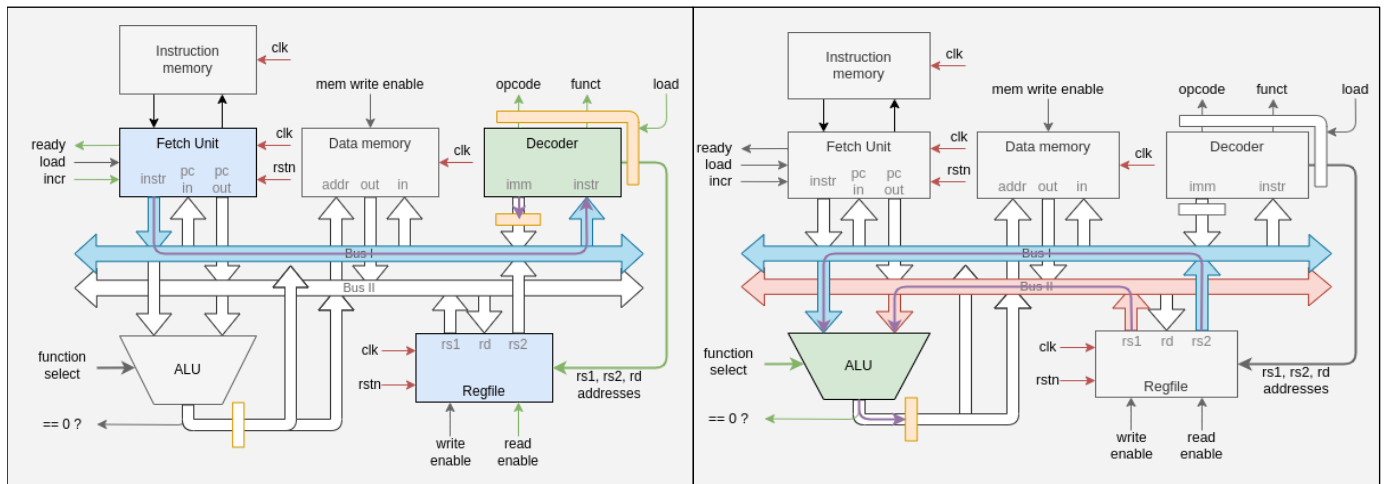 Instruction
memory
clk
mem write enable
opcode
funct
load
ready
load
incr
Fetch Unit
instr
pc
in
pc
out
clk
rstn
Data memory
addr
out
in
clk
Decoder
imm
instr
Bus I
Bus II
function
select
ALU
== 0 ?
clk
rstn
rs1
rd
rs2
Regfile
rs1, rs2, rd
addresses
write
enable
read
enable
Instruction
memory
clk
mem write enable
opcode
funct
load
ready
load
incr
Fetch Unit
instr
pc
in
pc
out
clk
rstn
Data memory
addr
out
in
clk
Decoder
imm
instr
Bus I
Bus II
function
select
ALU
== 0 ?
clk
rstn
rs1
rd
rs2
Regfile
rs1, rs2, rd
addresses
write
enable
read
enable